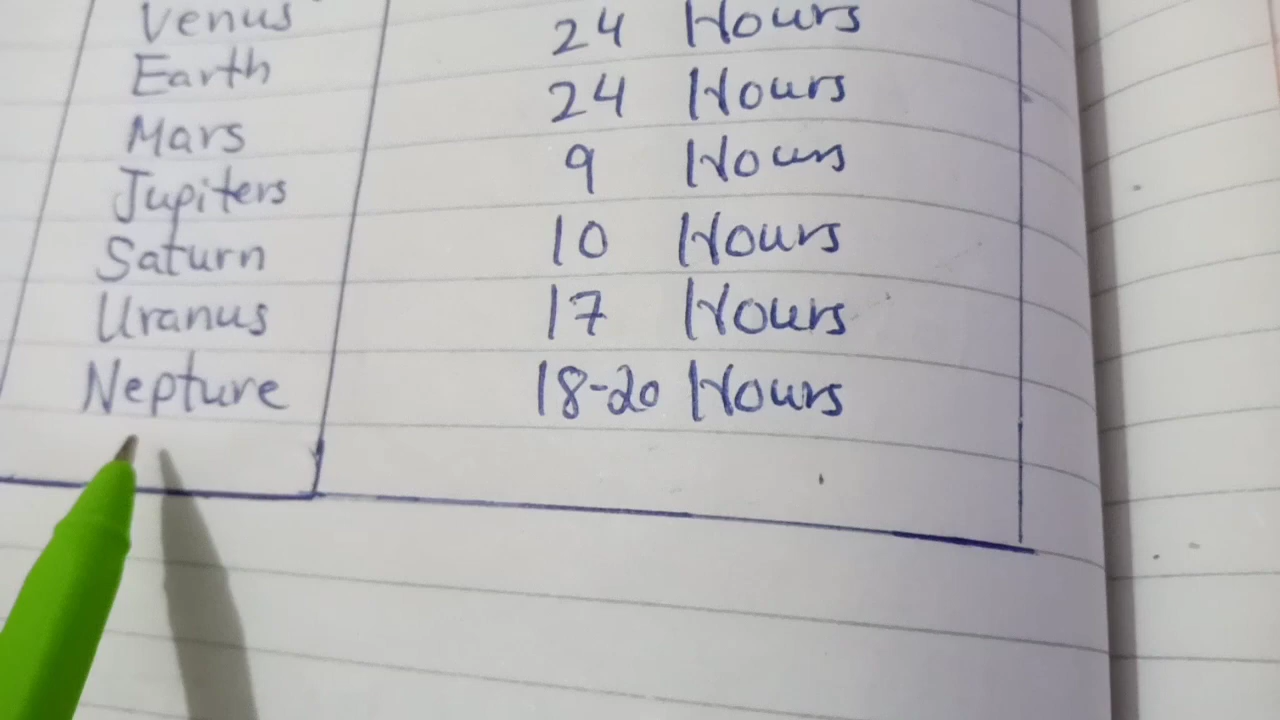 Venus
Earth 24 Hours
Mars 24 Hours
Jupiters 9 Hours
Saturn 10 Hours
Uranus 17 Hours
Nepture 18-20 Hours